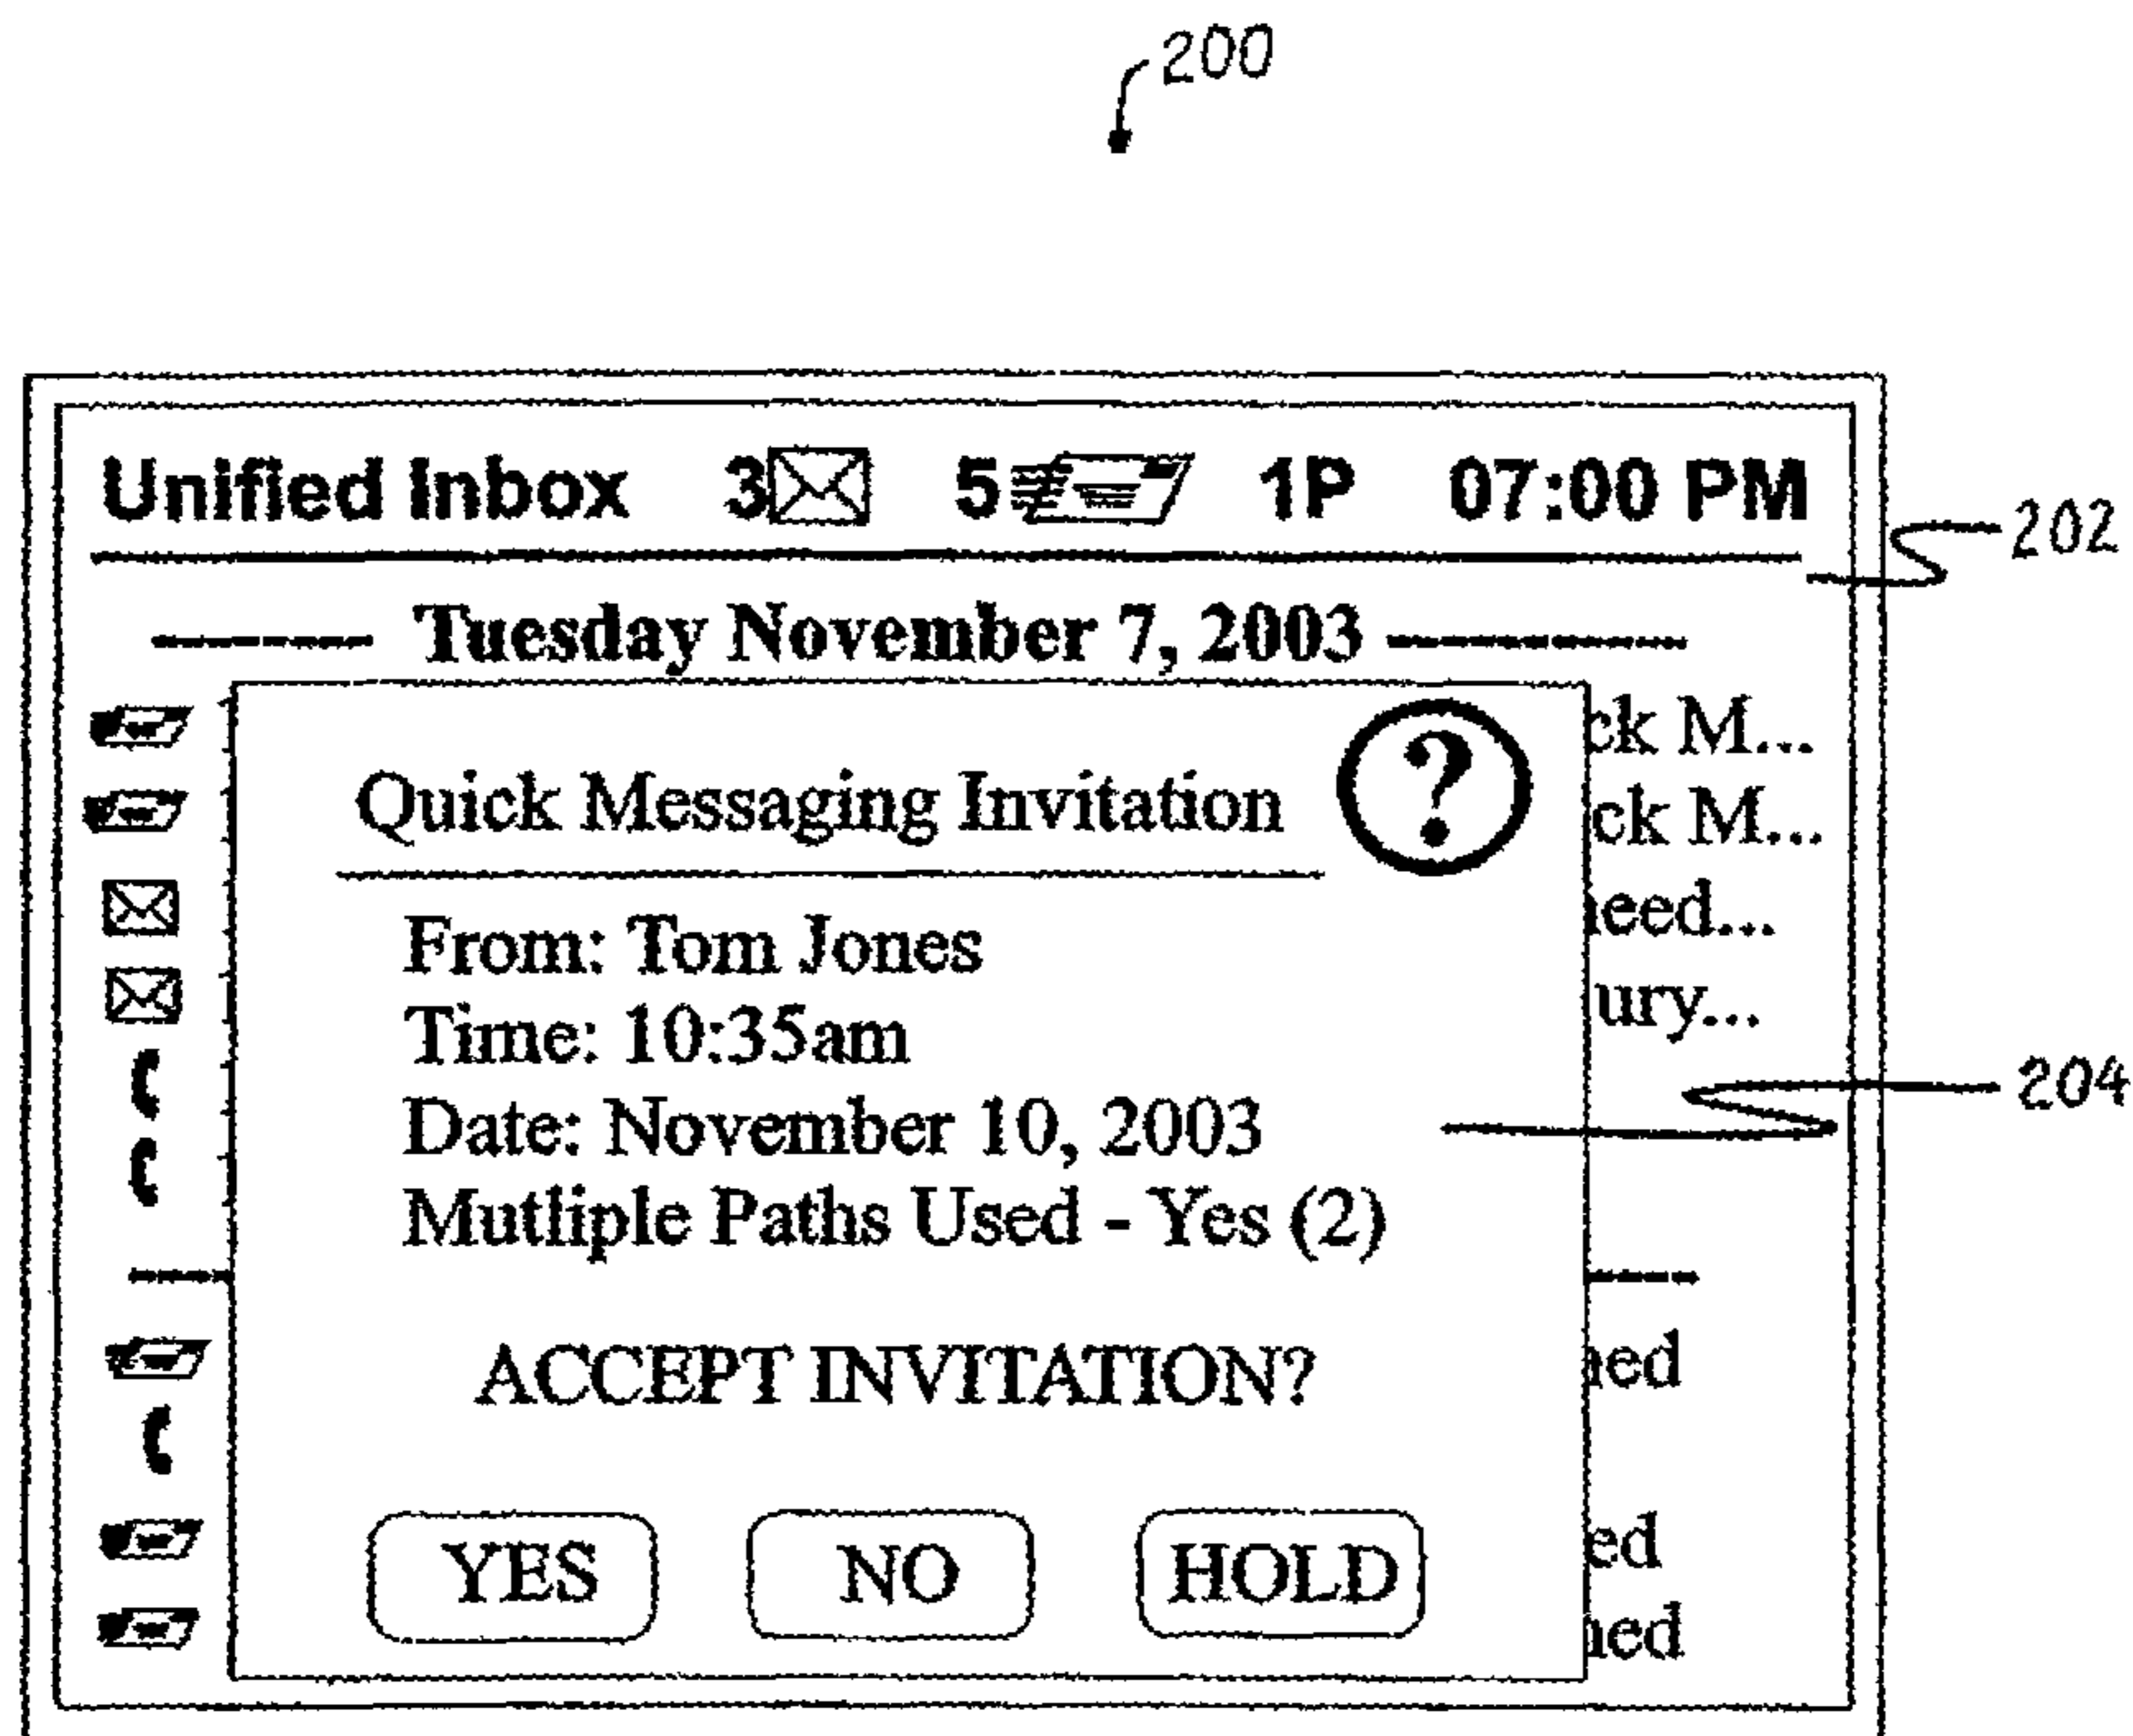 200
Unified Inbox 3 5 1P 07:00 PM
202
Tuesday November 7, 2003
ck M...
Quick Messaging Invitation ?
ck M...
eed...
From: Tom Jones
ury...
Time: 10:35am
204
Date: November 10, 2003
Mutliple Paths Used - Yes (2)
ACCEPT INVITATION?
ed
YES NO HOLD
ed
ed